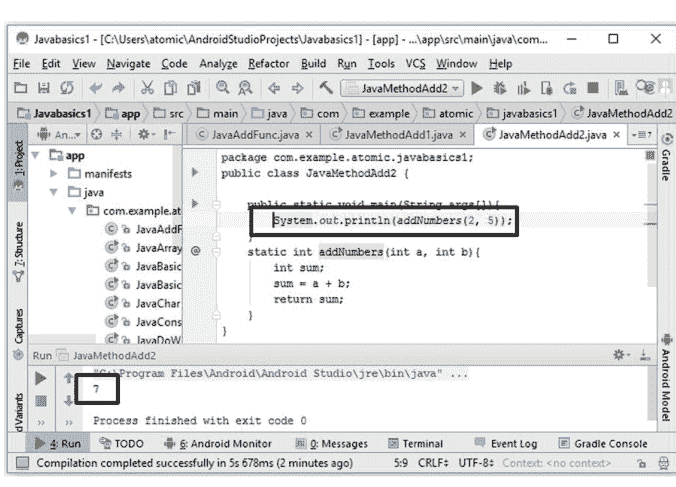 Javabasics1 - [C:\Users\atomic\AndroidStudioProjects\Javabasics1] - [app] - ...\app\src\main\java\com...
File Edit View Navigate Code Analyze Refactor Build Run Tools VCS Window Help
JavaMethodAdd2
Javabasics1 app src main java com example atomic javabasics1 JavaMethodAdd2
An... JavaAddFunc.java × JavaMethodAdd1.java × JavaMethodAdd2.java ×
1: Project
7: Structure
Captures
d Variants
app
manifests
java
com.example.at
JavaAddF
JavaArray
JavaBasic
JavaBasic
JavaChar
JavaCons
JavaDoW
package com.example.atomic.javabasics1;
public class JavaMethodAdd2 {
public static void main(String args[]){
System.out.println(addNumbers(2, 5));
}
static int addNumbers(int a, int b){
int sum;
sum = a + b;
return sum;
}
}
Gradle
Android Model
Run JavaMethodAdd2
"C:\Program Files\Android\Android Studio\jre\bin\java" ...
7
Process finished with exit code 0
4: Run TODO 6: Android Monitor 0: Messages Terminal Event Log Gradle Console
Compilation completed successfully in 5s 678ms (2 minutes ago) 5:9 CRLF UTF-8 Context: <no context>